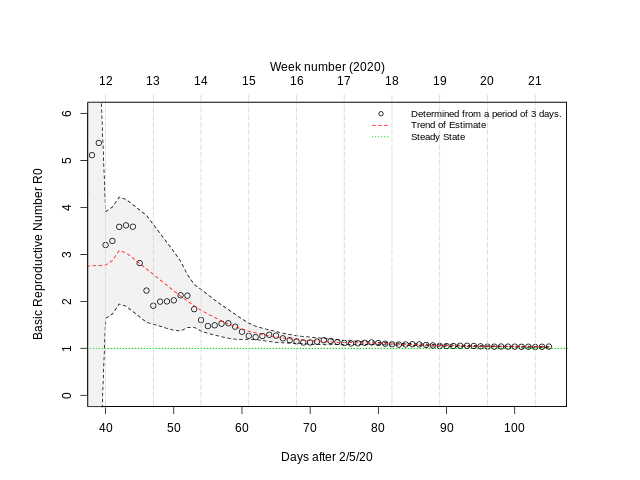 Week number (2020)
12 13 14 15 16 17 18 19 20 21
Determined from a period of 3 days.
Trend of Estimate
Steady State
Basic Reproductive Number R0
6
5
4
3
2
1
0
40 50 60 70 80 90 100
Days after 2/5/20